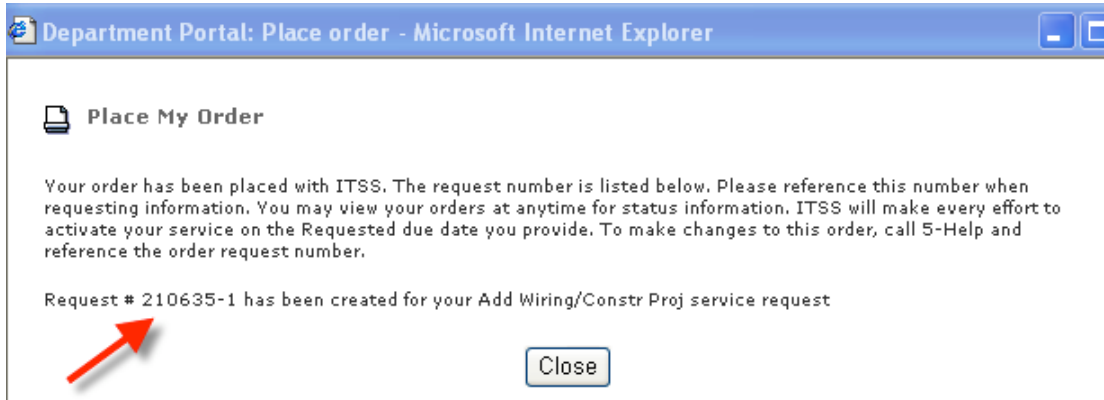 Department Portal: Place order - Microsoft Internet Explorer
Place My Order
Your order has been placed with ITSS. The request number is listed below. Please reference this number when
requesting information. You may view your orders at anytime for status information. ITSS will make every effort to
activate your service on the Requested due date you provide. To make changes to this order, call 5-Help and
reference the order request number.
Request # 210635-1 has been created for your Add Wiring/Constr Proj service request
Close